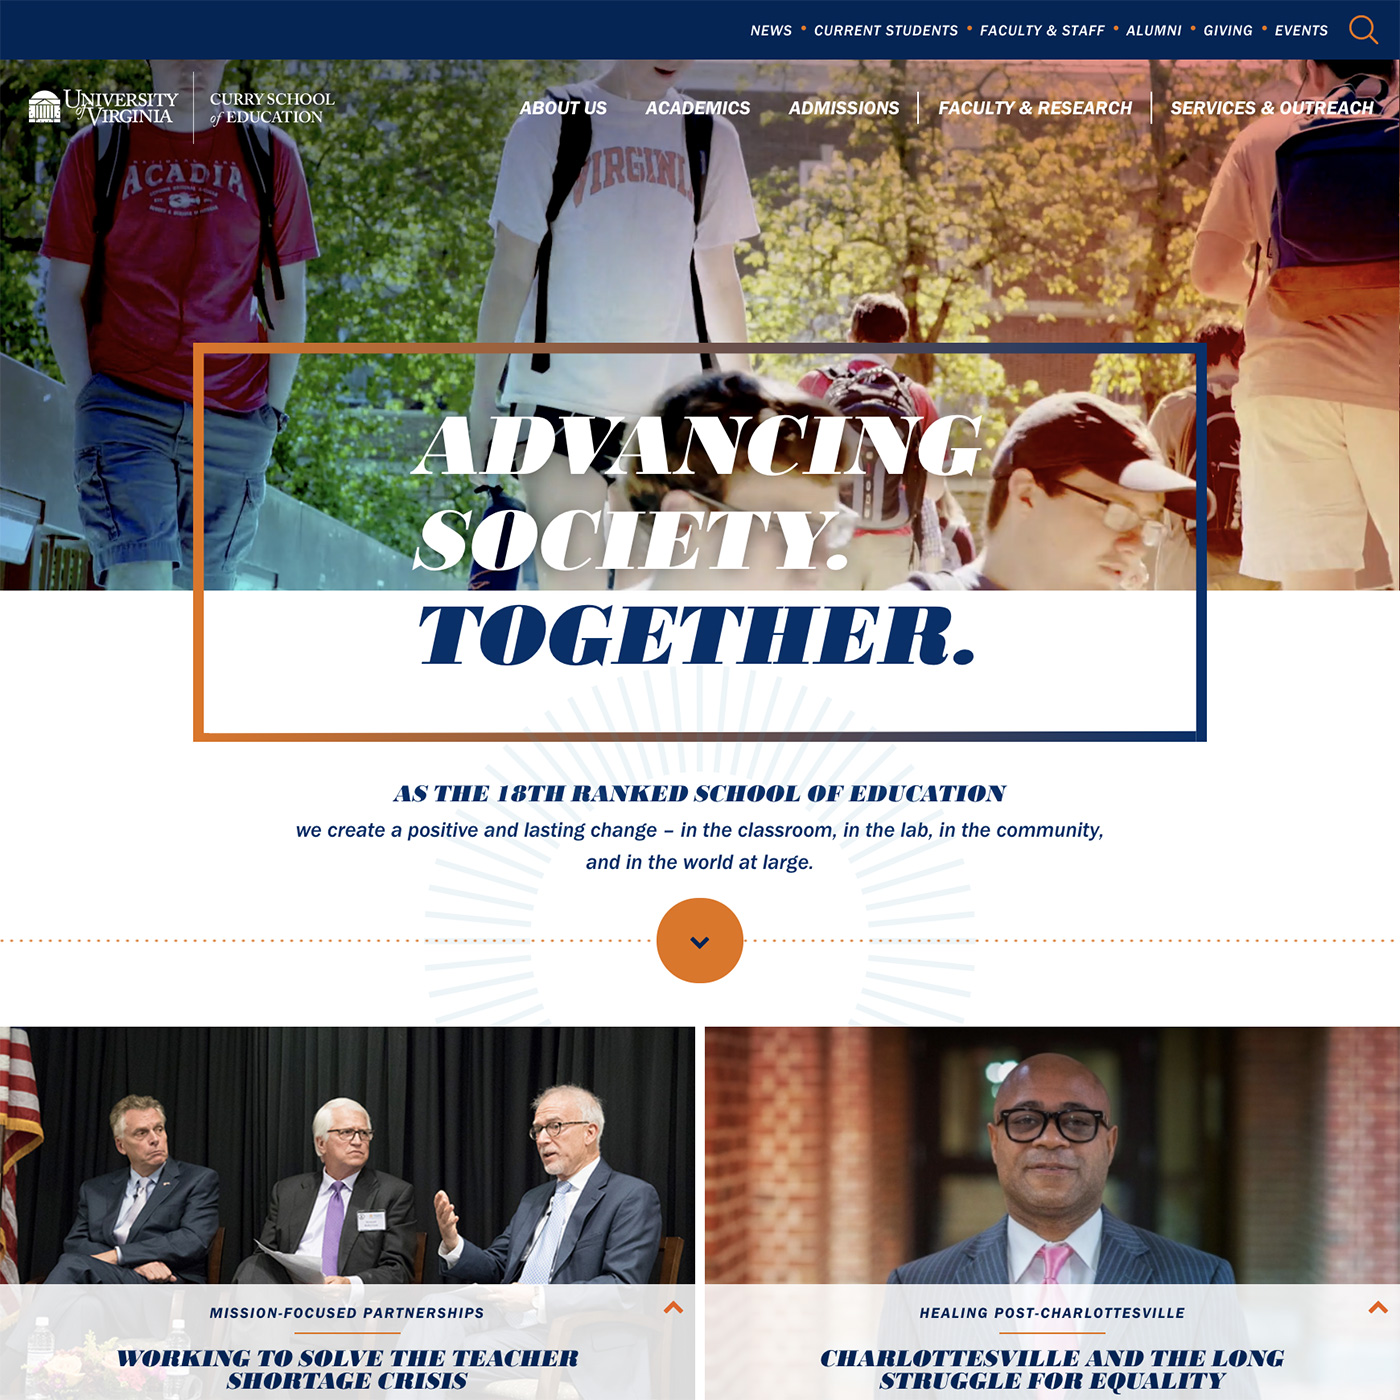 NEWS • CURRENT STUDENTS • FACULTY & STAFF • ALUMNI • GIVING • EVENTS
UNIVERSITY of VIRGINIA
CURRY SCHOOL of EDUCATION
ABOUT US ACADEMICS ADMISSIONS FACULTY & RESEARCH SERVICES & OUTREACH
ACADIA
VIRGINI
ADVANCING
SOCIETY.
TOGETHER.
AS THE 18TH RANKED SCHOOL OF EDUCATION
we create a positive and lasting change – in the classroom, in the lab, in the community,
and in the world at large.
MISSION-FOCUSED PARTNERSHIPS
WORKING TO SOLVE THE TEACHER
SHORTAGE CRISIS
HEALING POST-CHARLOTTESVILLE
CHARLOTTESVILLE AND THE LONG
STRUGGLE FOR EQUALITY